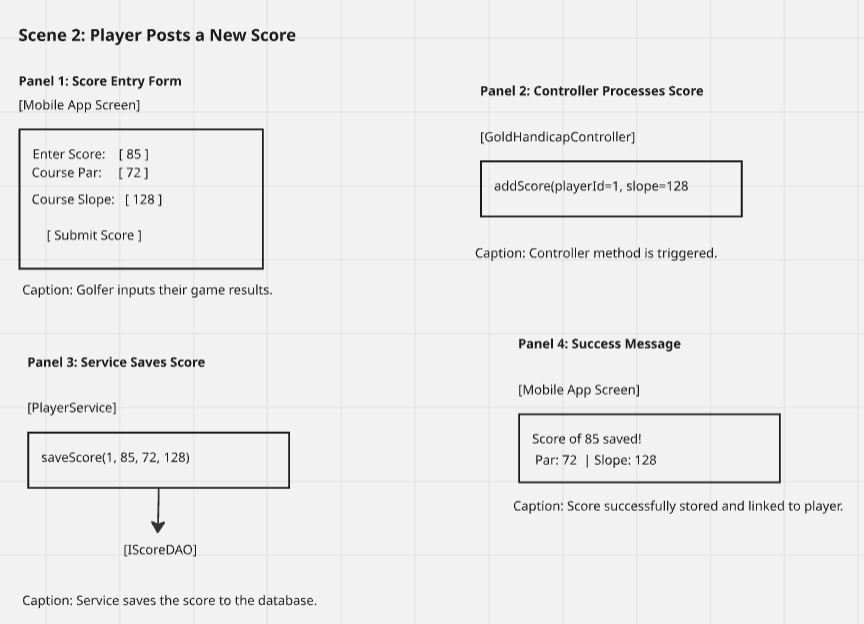 Scene 2: Player Posts a New Score
Panel 1: Score Entry Form
[Mobile App Screen]
Enter Score: [ 85 ]
Course Par: [ 72 ]
Course Slope: [ 128 ]
[ Submit Score ]
Caption: Golfer inputs their game results.
Panel 2: Controller Processes Score
[GoldHandicapController]
addScore(playerId=1, slope=128
Caption: Controller method is triggered.
Panel 3: Service Saves Score
[PlayerService]
saveScore(1, 85, 72, 128)
[IScoreDAO]
Caption: Service saves the score to the database.
Panel 4: Success Message
[Mobile App Screen]
Score of 85 saved!
Par: 72 | Slope: 128
Caption: Score successfully stored and linked to player.